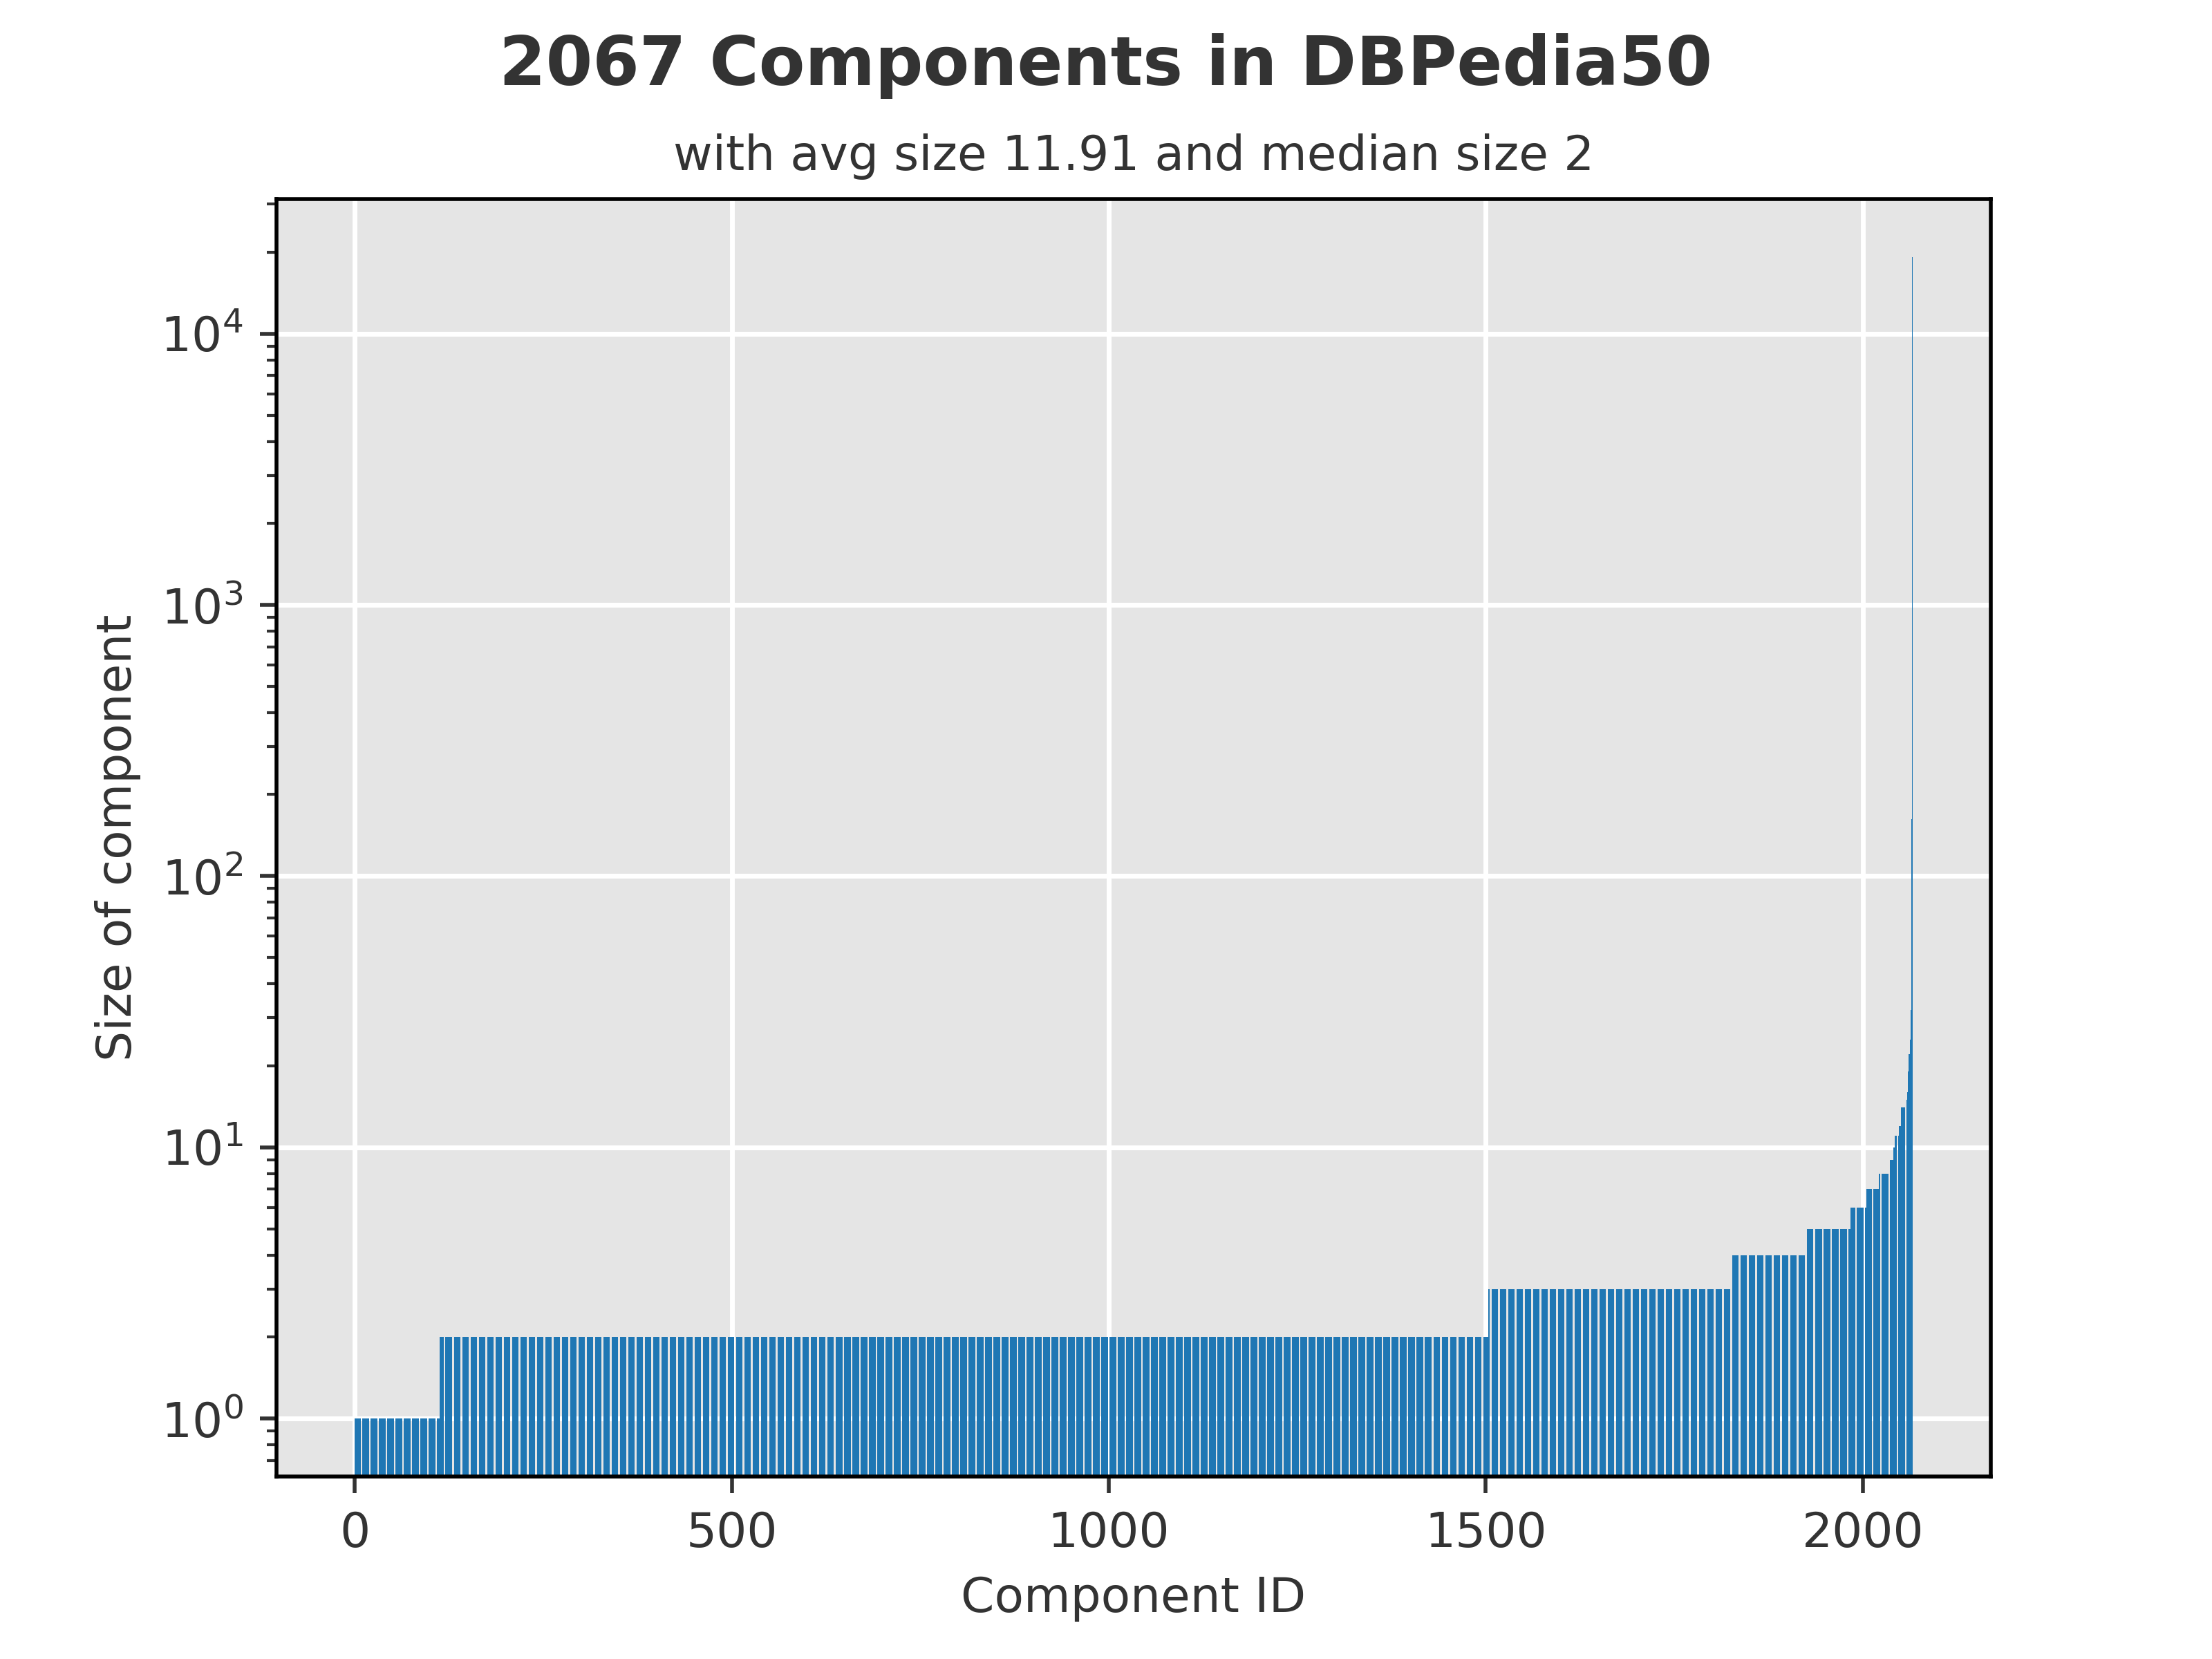 2067 Components in DBPedia50
with avg size 11.91 and median size 2
Size of component
10⁴
10³
10²
10¹
10⁰
0 500 1000 1500 2000
Component ID